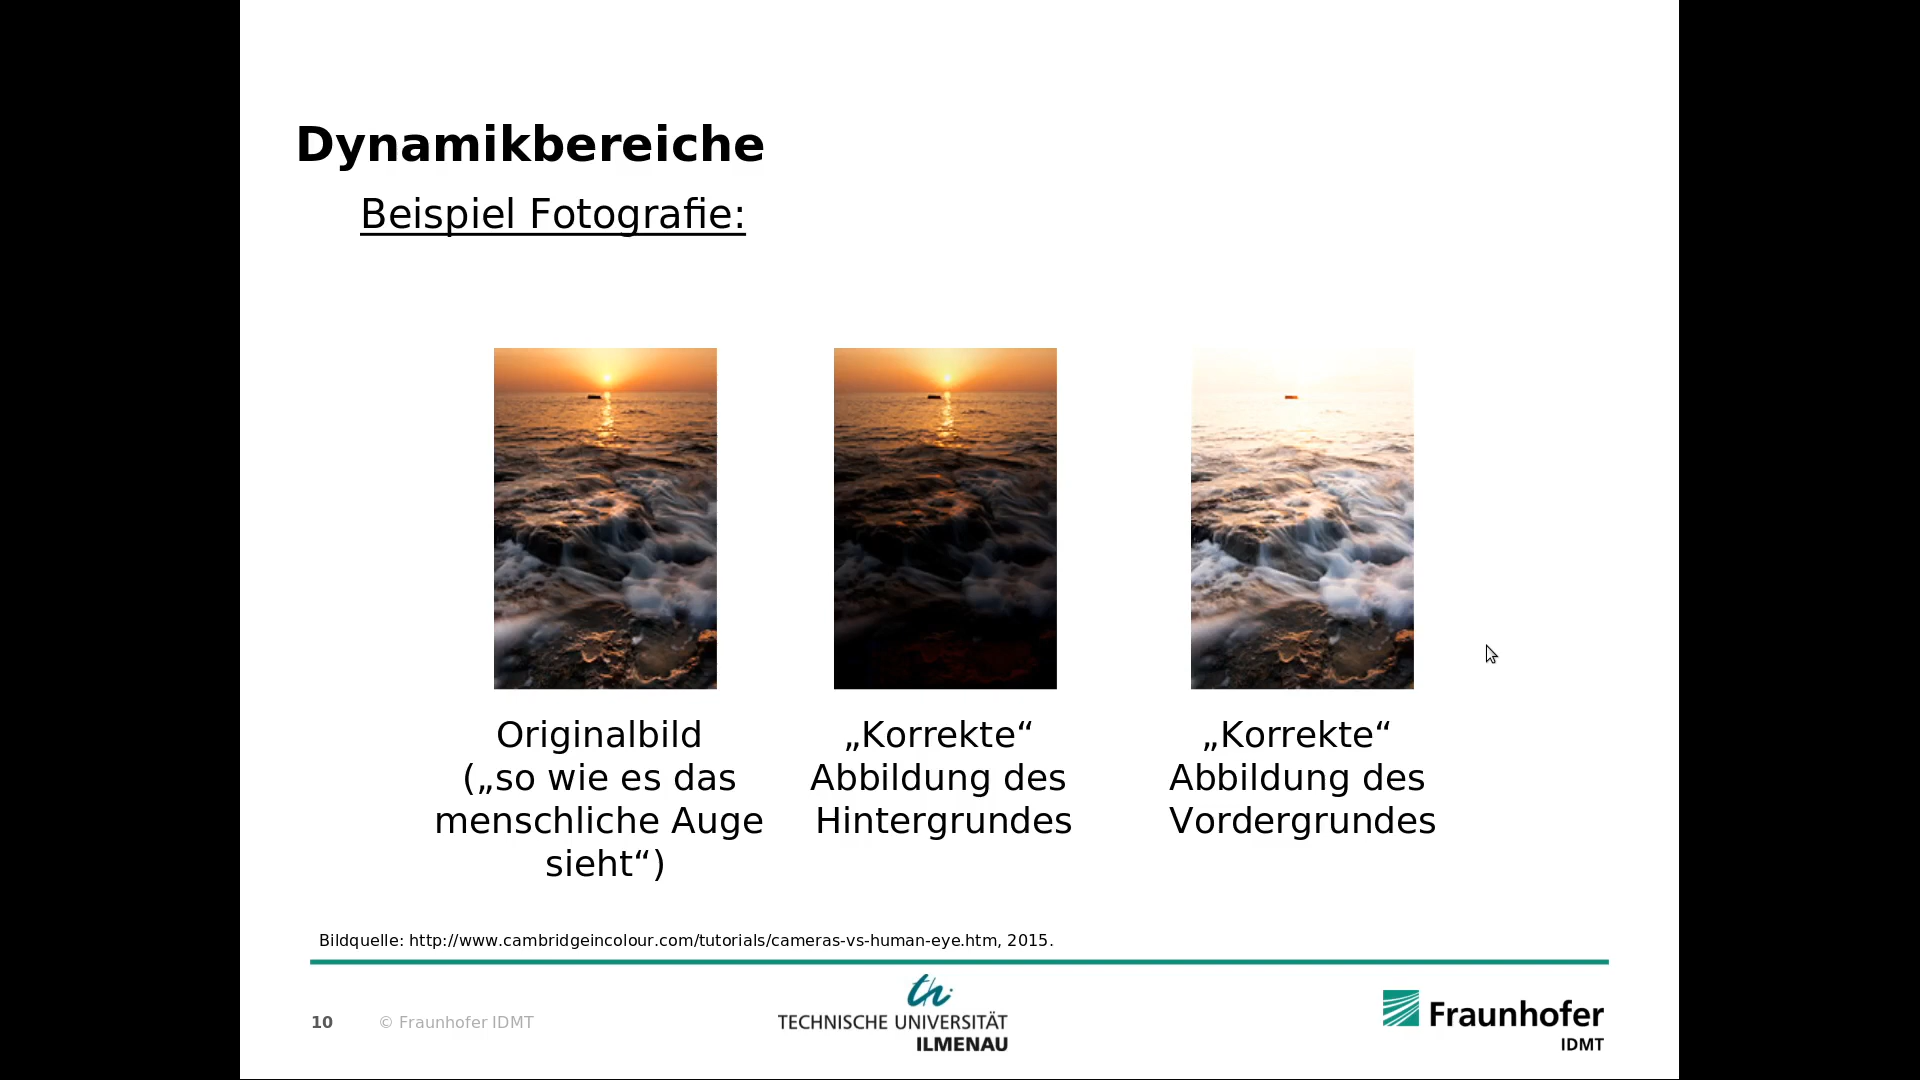 Dynamikbereiche
Beispiel Fotografie:
Originalbild
(„so wie es das
menschliche Auge
sieht“)
„Korrekte“
Abbildung des
Hintergrundes
„Korrekte“
Abbildung des
Vordergrundes
Bildquelle: http://www.cambridgeincolour.com/tutorials/cameras-vs-human-eye.htm, 2015.
10
© Fraunhofer IDMT
th
TECHNISCHE UNIVERSITÄT
ILMENAU
Fraunhofer
IDMT